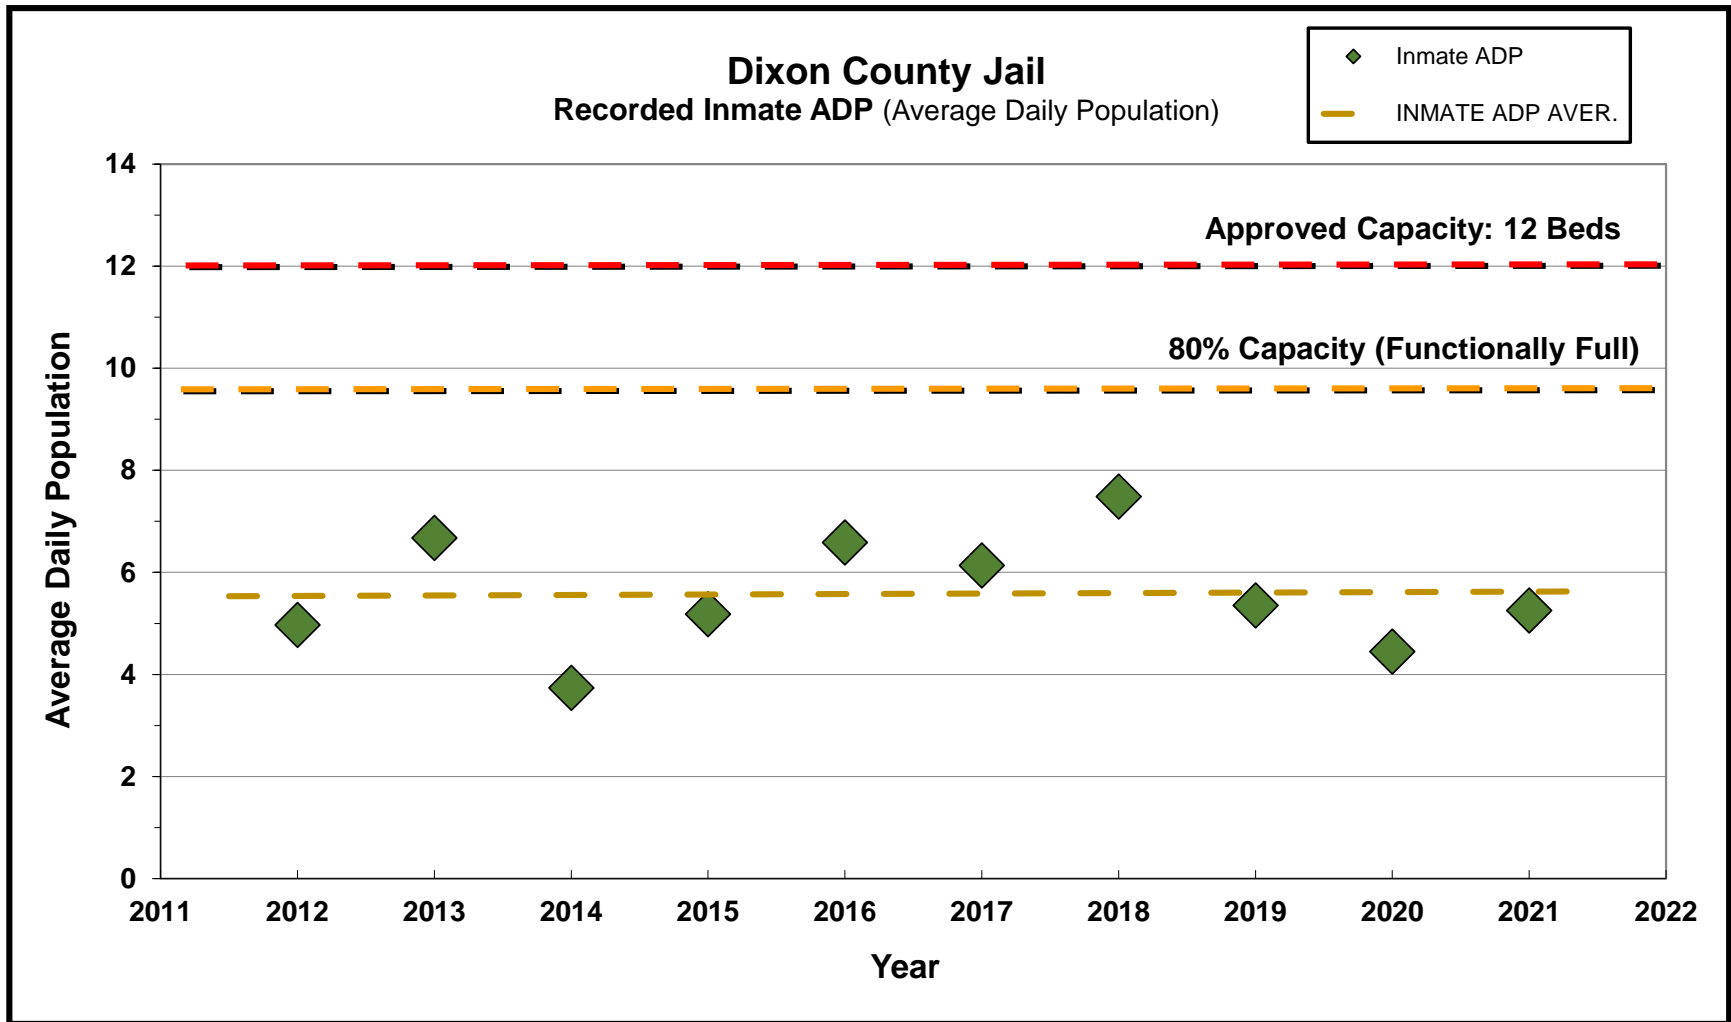 Dixon County Jail
Recorded Inmate ADP (Average Daily Population)
Inmate ADP
INMATE ADP AVER.
Approved Capacity: 12 Beds
80% Capacity (Functionally Full)
Average Daily Population
14
12
10
8
6
4
2
0
2011 2012 2013 2014 2015 2016 2017 2018 2019 2020 2021 2022
Year